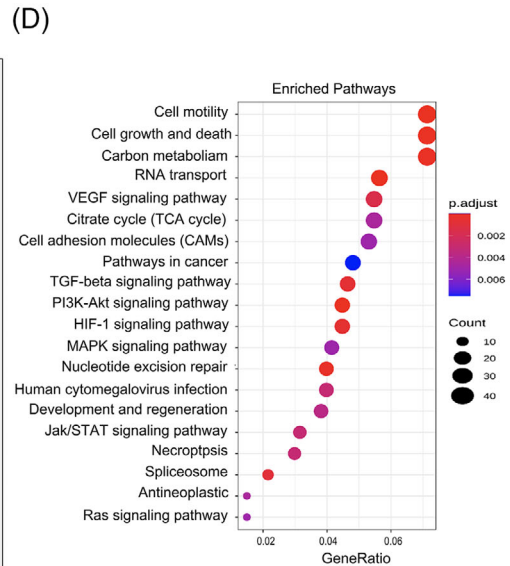 (D)
Enriched Pathways
Cell motility
Cell growth and death
Carbon metaboliam
RNA transport
VEGF signaling pathway
Citrate cycle (TCA cycle)
Cell adhesion molecules (CAMs)
Pathways in cancer
TGF-beta signaling pathway
PI3K-Akt signaling pathway
HIF-1 signaling pathway
MAPK signaling pathway
Nucleotide excision repair
Human cytomegalovirus infection
Development and regeneration
Jak/STAT signaling pathway
Necroptpsis
Spliceosome
Antineoplastic
Ras signaling pathway
0.02 0.04 0.06
GeneRatio
p.adjust
0.002
0.004
0.006
Count
10
20
30
40